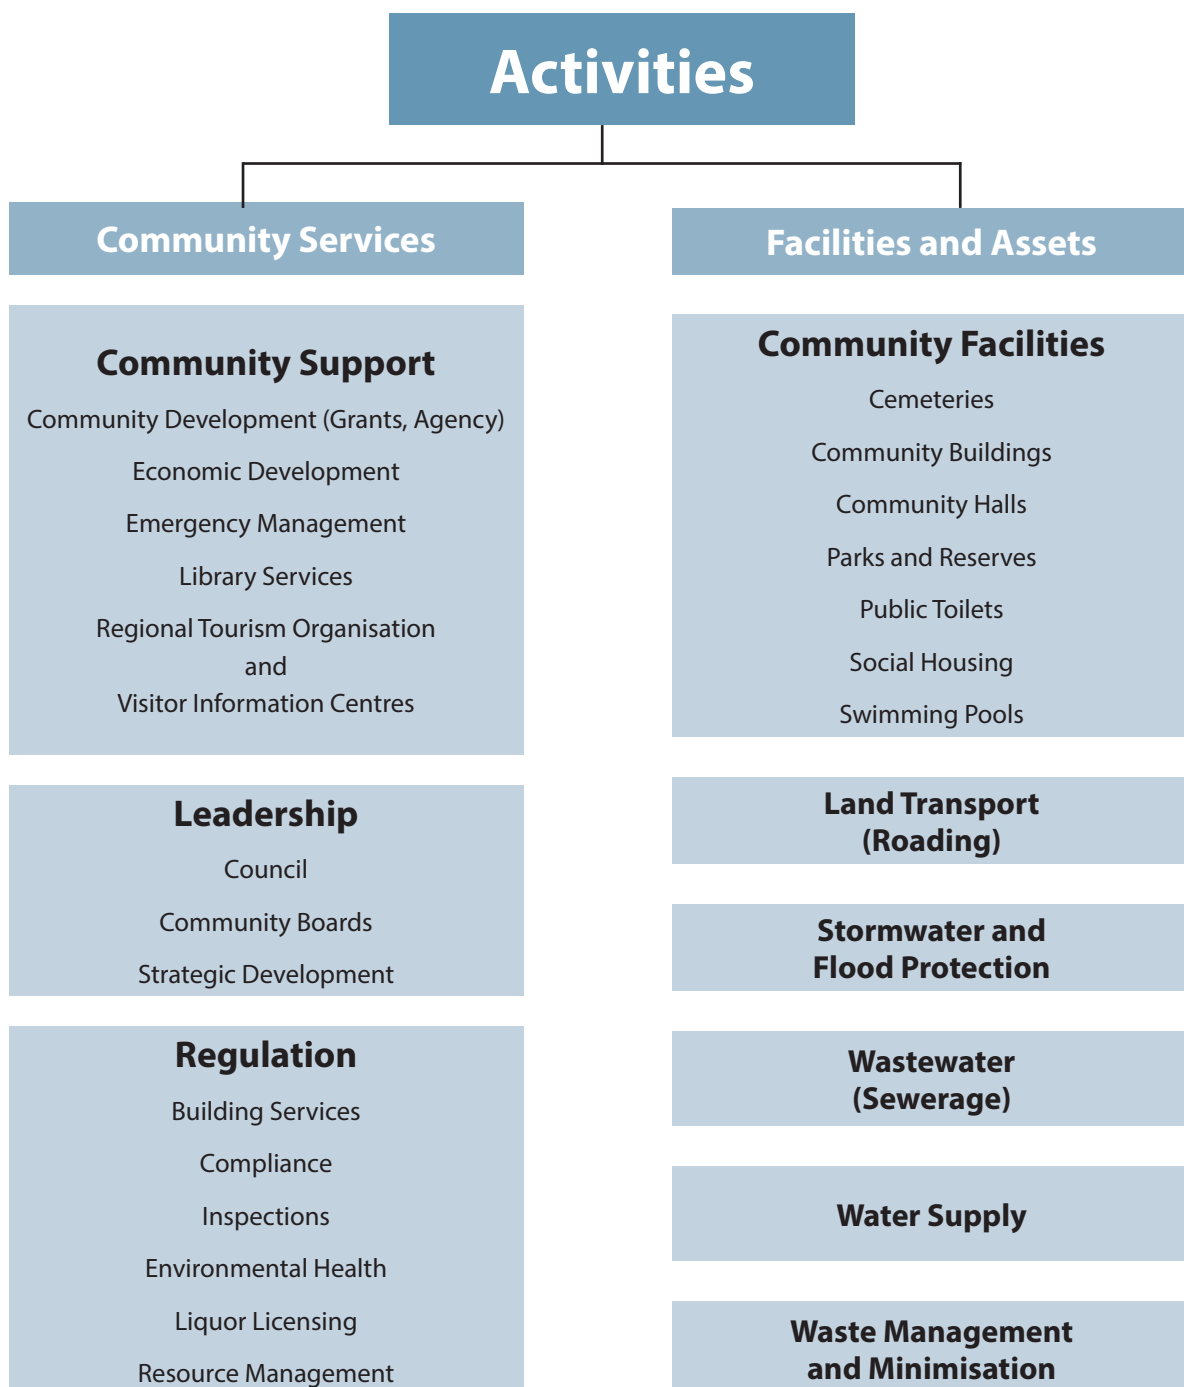 Activities
Community Services
Community Support
Community Development (Grants, Agency)
Economic Development
Emergency Management
Library Services
Regional Tourism Organisation
and
Visitor Information Centres
Leadership
Council
Community Boards
Strategic Development
Regulation
Building Services
Compliance
Inspections
Environmental Health
Liquor Licensing
Resource Management
Facilities and Assets
Community Facilities
Cemeteries
Community Buildings
Community Halls
Parks and Reserves
Public Toilets
Social Housing
Swimming Pools
Land Transport
(Roading)
Stormwater and
Flood Protection
Wastewater
(Sewerage)
Water Supply
Waste Management
and Minimisation